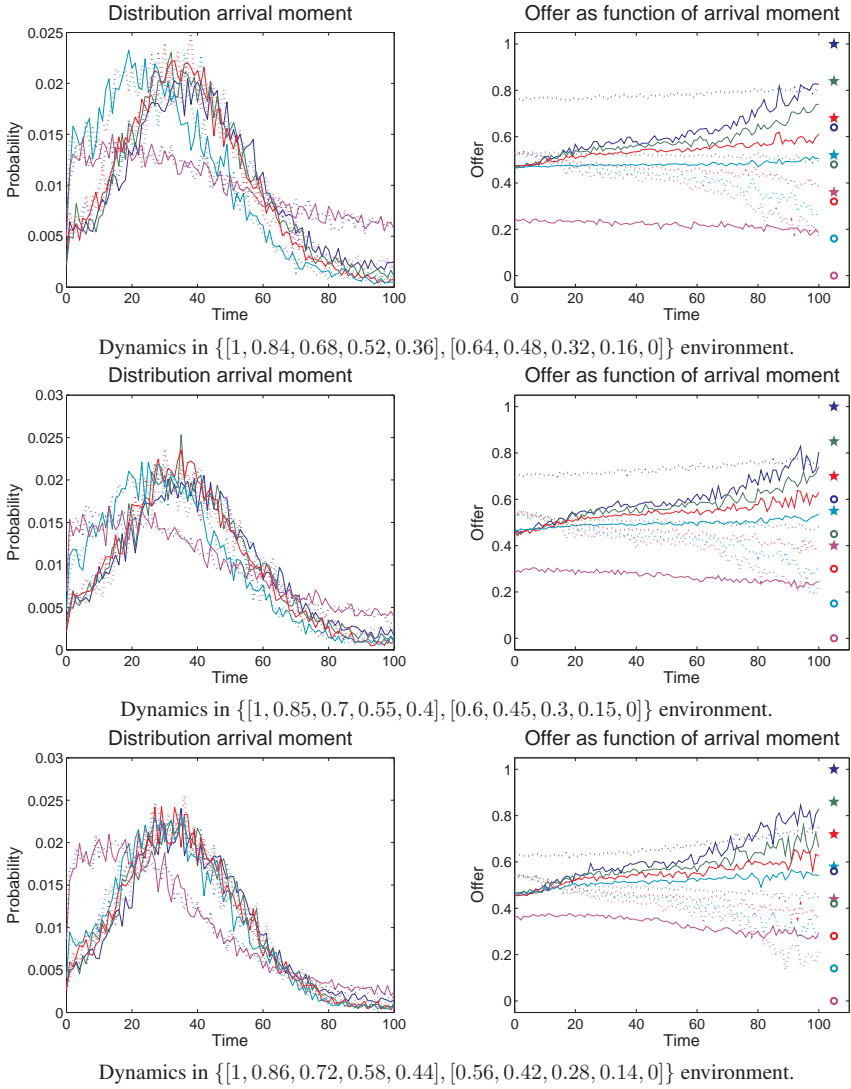 Distribution arrival moment
Offer as function of arrival moment
0.025
0.02
0.015
0.01
0.005
0
Probability
0 20 40 60 80 100
Time
1
0.8
0.6
0.4
0.2
0
Offer
0 20 40 60 80 100
Time
Dynamics in {[1, 0.84, 0.68, 0.52, 0.36], [0.64, 0.48, 0.32, 0.16, 0]} environment.
Distribution arrival moment
Offer as function of arrival moment
0.03
0.025
0.02
0.015
0.01
0.005
0
Probability
0 20 40 60 80 100
Time
1
0.8
0.6
0.4
0.2
0
Offer
0 20 40 60 80 100
Time
Dynamics in {[1, 0.85, 0.7, 0.55, 0.4], [0.6, 0.45, 0.3, 0.15, 0]} environment.
Distribution arrival moment
Offer as function of arrival moment
0.03
0.025
0.02
0.015
0.01
0.005
0
Probability
0 20 40 60 80 100
Time
1
0.8
0.6
0.4
0.2
0
Offer
0 20 40 60 80 100
Time
Dynamics in {[1, 0.86, 0.72, 0.58, 0.44], [0.56, 0.42, 0.28, 0.14, 0]} environment.